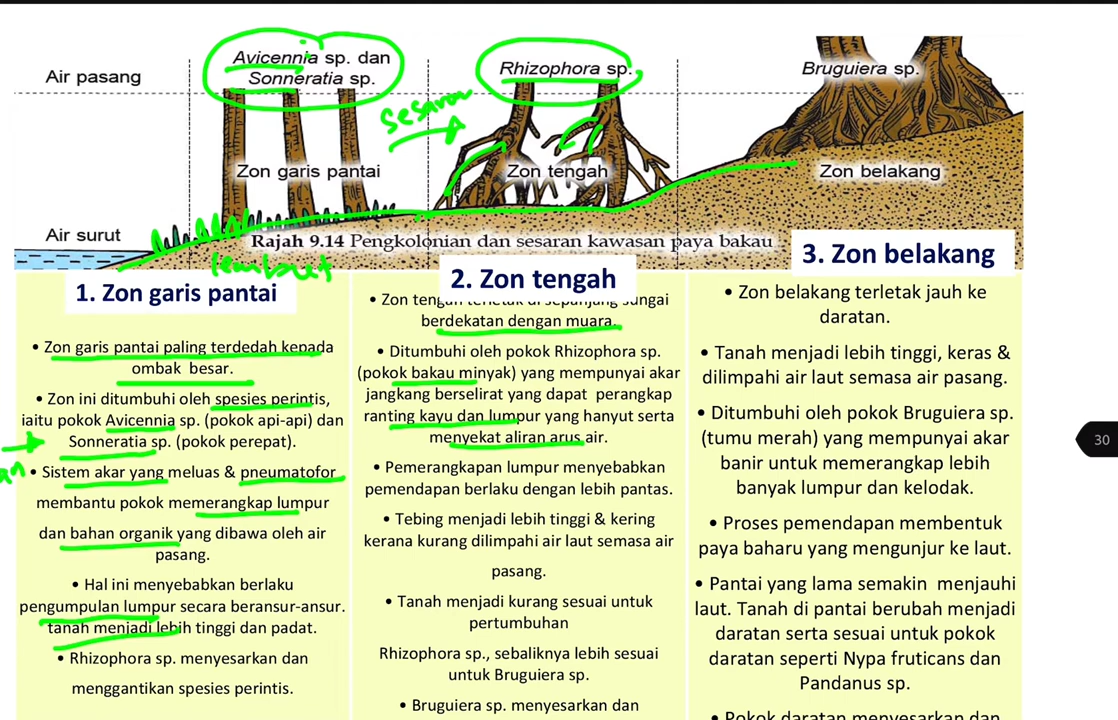 Air pasang
Avicennia sp. dan
Sonneratia sp.
Rhizophora sp.
Bruguiera sp.
sesaran
Zon garis pantai
Zon tengah
Zon belakang
Air surut
Rajah 9.14 Pengkolonian dan sesaran kawasan paya bakau
lembut
1. Zon garis pantai
• Zon garis pantai paling terdedah kepada
ombak besar.
• Zon ini ditumbuhi oleh spesies perintis,
iaitu pokok Avicennia sp. (pokok api-api) dan
Sonneratia sp. (pokok perepat).
• Sistem akar yang meluas & pneumatofor
membantu pokok memerangkap lumpur
dan bahan organik yang dibawa oleh air
pasang.
• Hal ini menyebabkan berlaku
pengumpulan lumpur secara beransur-ansur.
tanah menjadi lebih tinggi dan padat.
• Rhizophora sp. menyesarkan dan
menggantikan spesies perintis.
2. Zon tengah
• Zon tengah terletak di sepanjang sungai
berdekatan dengan muara.
• Ditumbuhi oleh pokok Rhizophora sp.
(pokok bakau minyak) yang mempunyai akar
jangkang berselirat yang dapat perangkap
ranting kayu dan lumpur yang hanyut serta
menyekat aliran arus air.
• Pemerangkapan lumpur menyebabkan
pemendapan berlaku dengan lebih pantas.
• Tebing menjadi lebih tinggi & kering
kerana kurang dilimpahi air laut semasa air
pasang.
• Tanah menjadi kurang sesuai untuk
pertumbuhan
Rhizophora sp., sebaliknya lebih sesuai
untuk Bruguiera sp.
• Bruguiera sp. menyesarkan dan
3. Zon belakang
• Zon belakang terletak jauh ke
daratan.
• Tanah menjadi lebih tinggi, keras &
dilimpahi air laut semasa air pasang.
• Ditumbuhi oleh pokok Bruguiera sp.
(tumu merah) yang mempunyai akar
banir untuk memerangkap lebih
banyak lumpur dan kelodak.
• Proses pemendapan membentuk
paya baharu yang mengunjur ke laut.
• Pantai yang lama semakin menjauhi
laut. Tanah di pantai berubah menjadi
daratan serta sesuai untuk pokok
daratan seperti Nypa fruticans dan
Pandanus sp.
• Pokok daratan menyesarkan dan
30